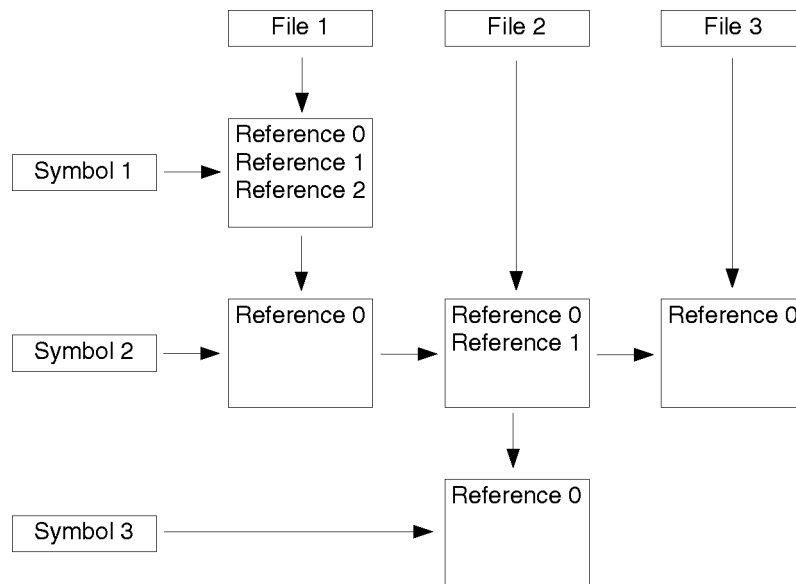 File 1
File 2
File 3
Symbol 1
Reference 0
Reference 1
Reference 2
Symbol 2
Reference 0
Reference 0
Reference 1
Reference 0
Symbol 3
Reference 0